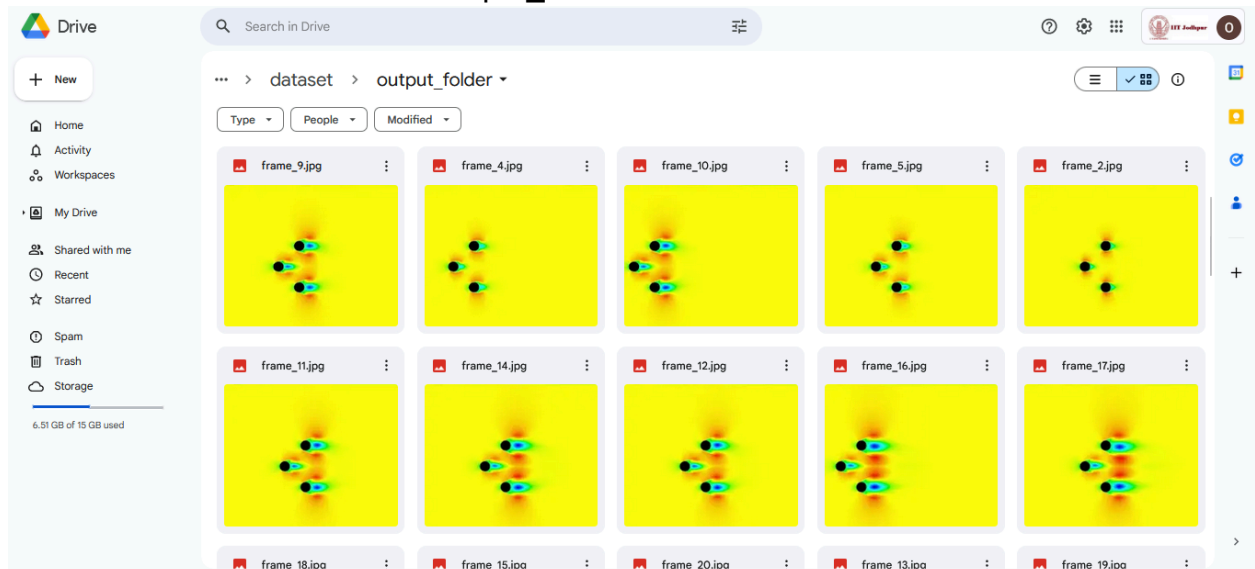 Drive
Search in Drive
IIT Jodhpur
O
New
... > dataset > output_folder
31
Type
People
Modified
Home
Activity
Workspaces
My Drive
Shared with me
Recent
Starred
Spam
Trash
Storage
6.51 GB of 15 GB used
frame_9.jpg
frame_4.jpg
frame_10.jpg
frame_5.jpg
frame_2.jpg
frame_11.jpg
frame_14.jpg
frame_12.jpg
frame_16.jpg
frame_17.jpg
frame_18.jpg
frame_15.jpg
frame_20.jpg
frame_13.jpg
frame_19.jpg